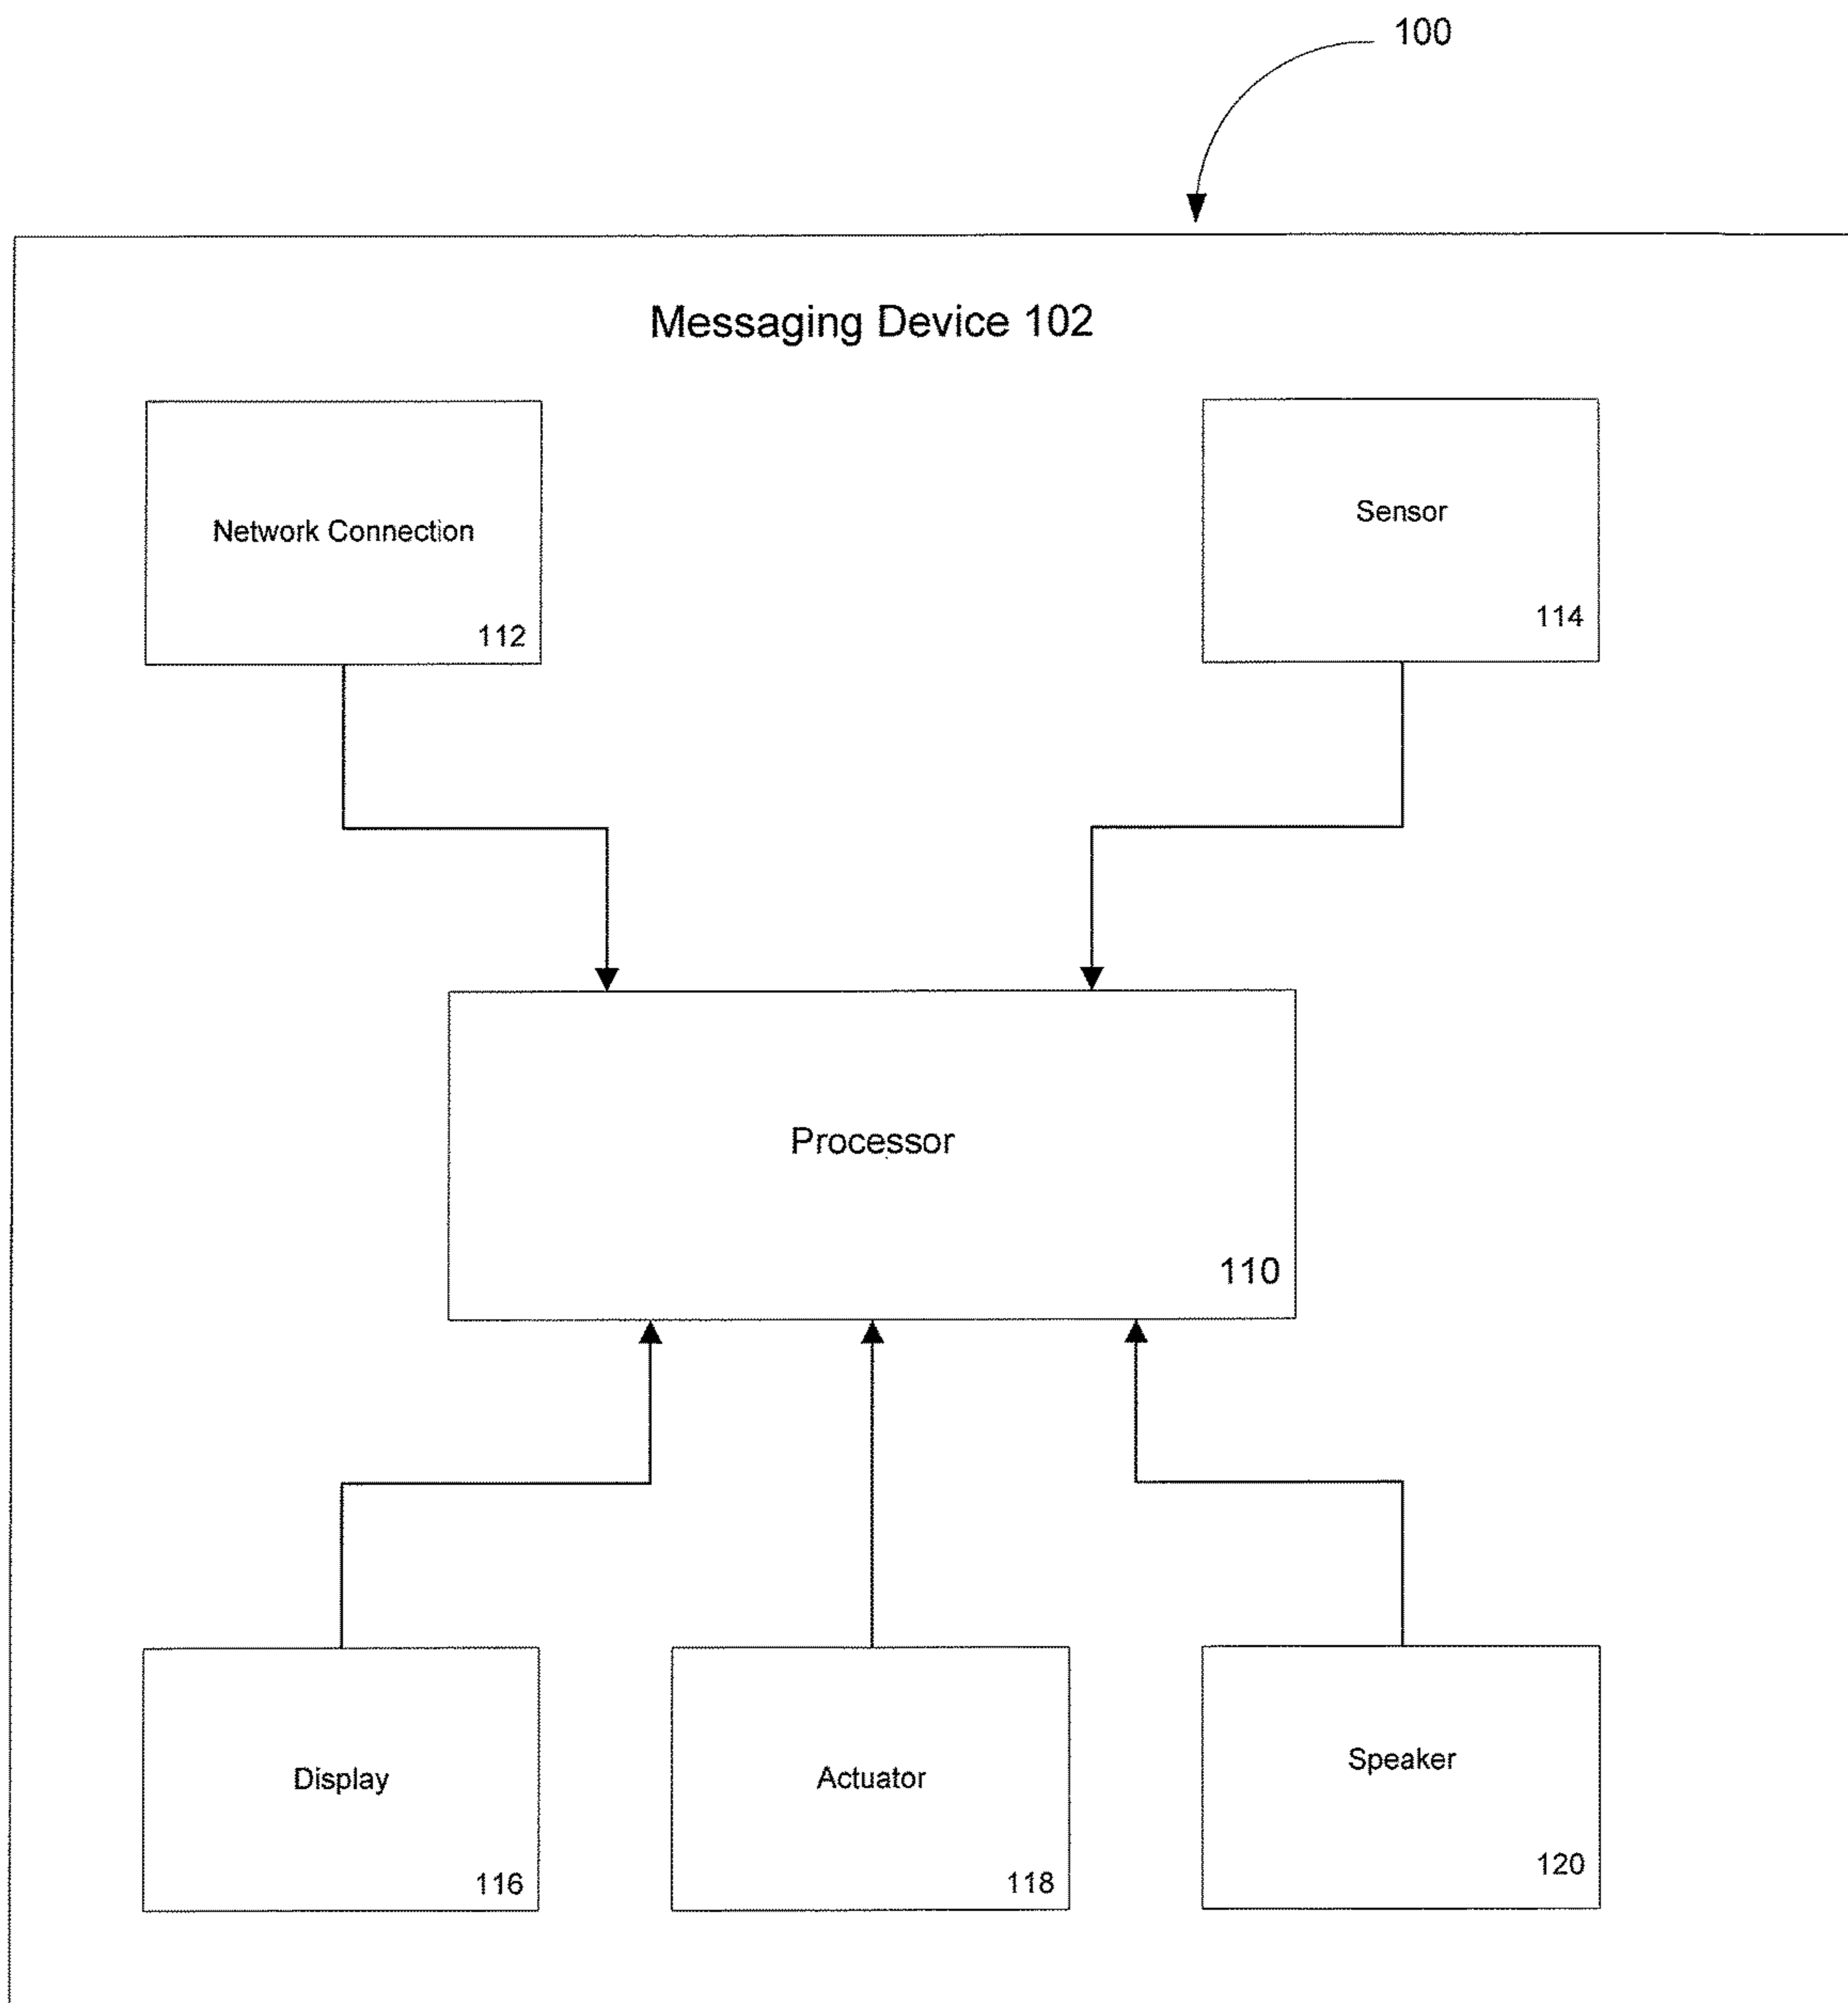 100
Messaging Device 102
Network Connection
112
Sensor
114
Processor
110
Display
116
Actuator
118
Speaker
120